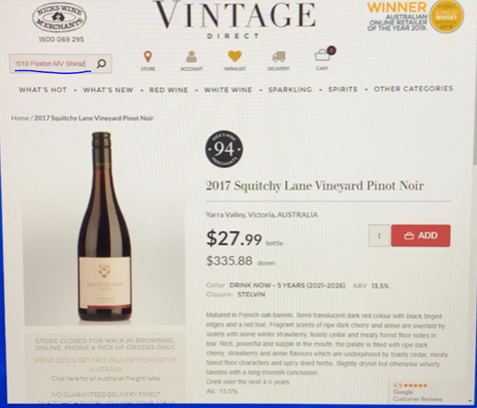 NICKS WINE
MERCHANTS
1800 069 295
VINTAGE
DIRECT
WINNER
AUSTRALIAN
ONLINE RETAILER
OF THE YEAR 2019.
2010 Paxton MV Shiraz
STORE
ACCOUNT
WISHLIST
DELIVERY
CART
WHAT'S HOT • WHAT'S NEW • RED WINE • WHITE WINE • SPARKLING • SPIRITS • OTHER CATEGORIES
Home / 2017 Squitchy Lane Vineyard Pinot Noir
94
2017 Squitchy Lane Vineyard Pinot Noir
Yarra Valley, Victoria, AUSTRALIA
$27.99 bottle
1
ADD
$335.88 dozen
Cellar DRINK NOW - 5 YEARS (2021-2026) ABV 13.5%
Closure: STELVIN
Matured in French oak barrels. Semi translucent dark red colour with black tinged
edges and a red hue. Fragrant scents of ripe dark cherry and anise are overlaid by
violets with some winter strawberry, toasty cedar and meaty forest floor notes in
tow. Rich, powerful and supple in the mouth, the palate is filled with ripe dark
cherry, strawberry and anise flavours which are underpinned by toasty cedar, meaty
forest floor characters and spicy dried herbs. Slightly dryish but otherwise velvety
tannins with a long smooth conclusion.
Drink over the next 4-5 years.
Alc. 13.5%
STORE CLOSED FOR WALK IN BROWSING,
ONLINE, PHONE & PICK UP ORDERS ONLY.
SPEND $200 & GET FREE DELIVERY TO MOST OF
AUSTRALIA
Click here for all Australian freight rates
NO GUARANTEED DELIVERY TIMES*
4.9
Google
Customer Reviews